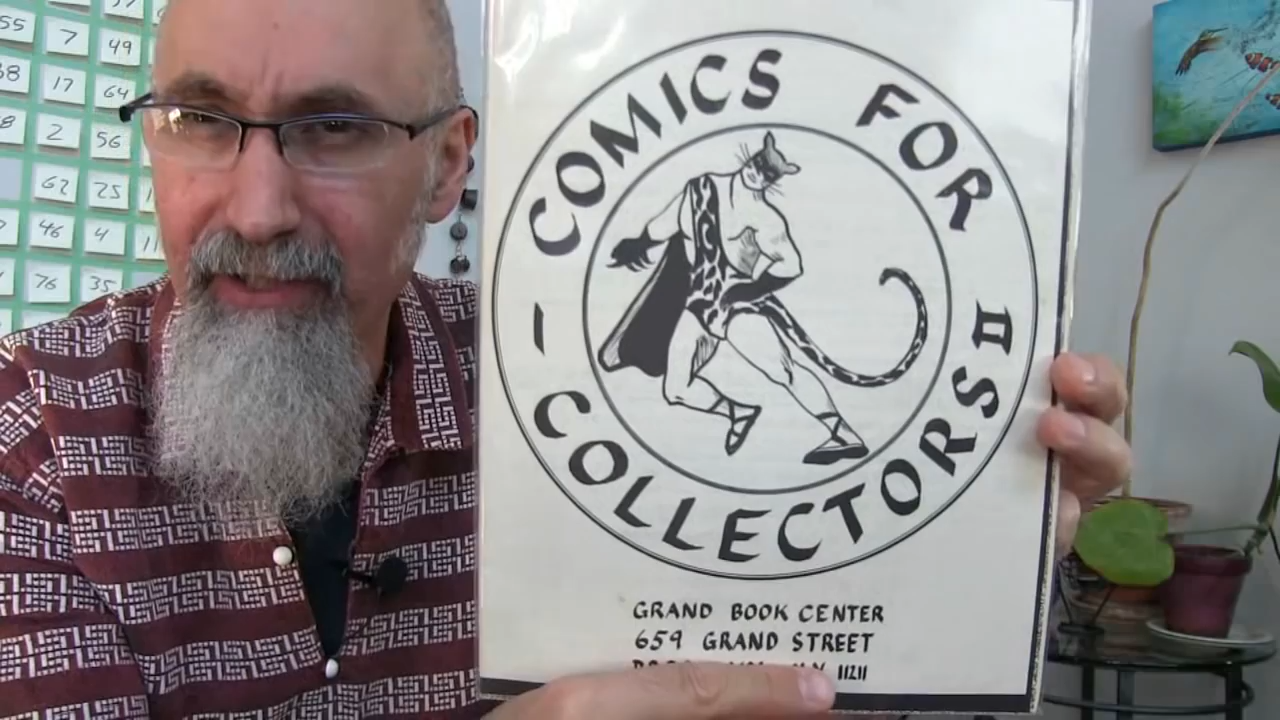 COMICS FOR
COLLECTORS II
GRAND BOOK CENTER
659 GRAND STREET
N.Y. 11211
55 7 49
17 64
2 56
62 25
46 4
76 35